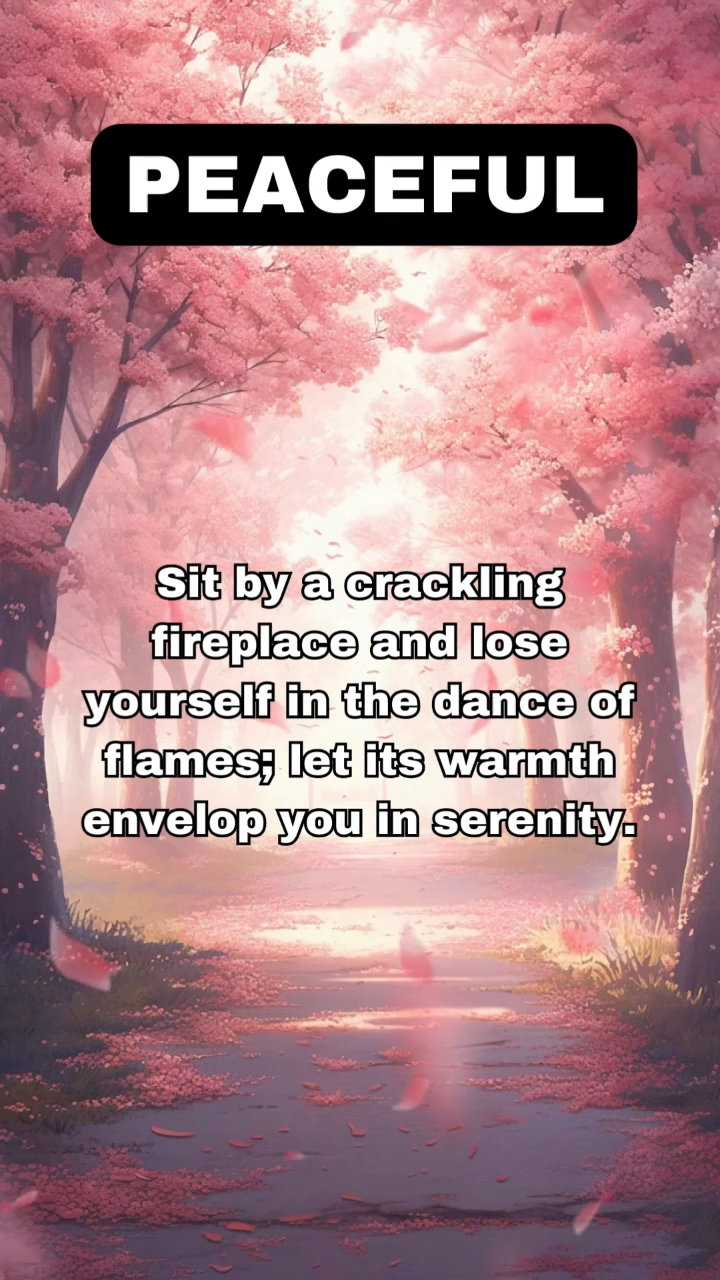 PEACEFUL
Sit by a crackling
fireplace and lose
yourself in the dance of
flames; let its warmth
envelop you in serenity.